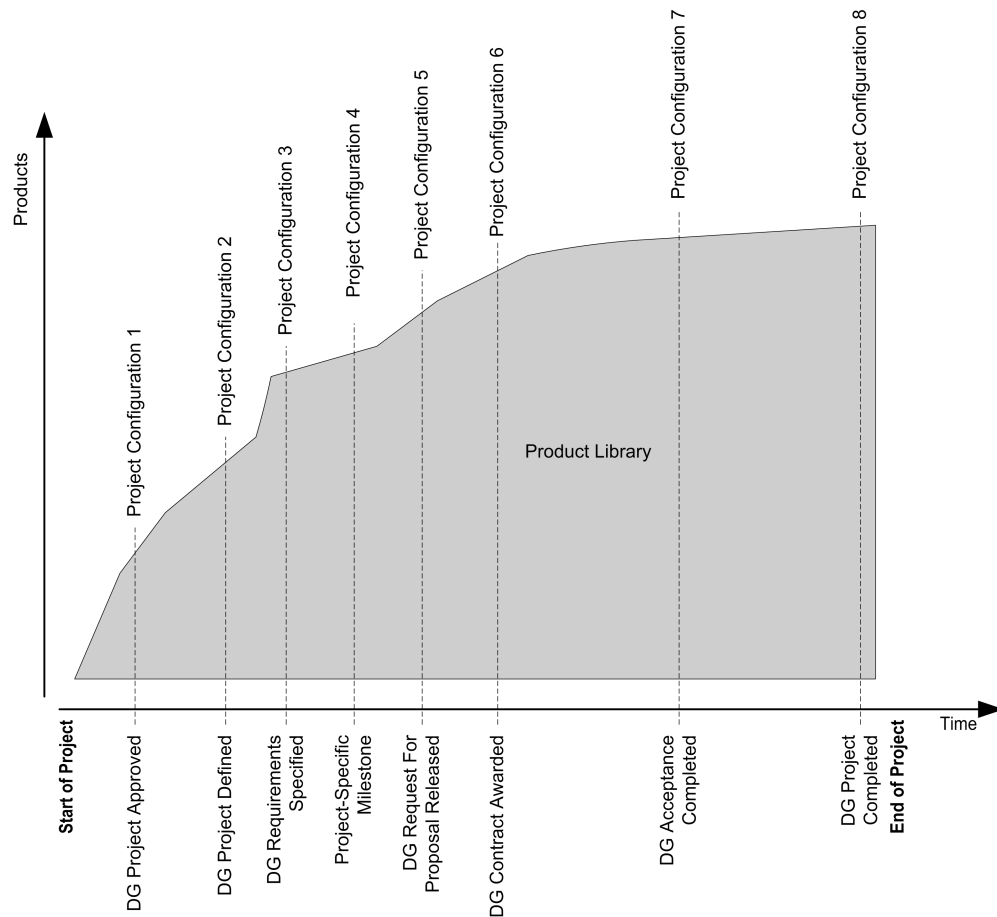 Products
Project Configuration 1
Project Configuration 2
Project Configuration 3
Project Configuration 4
Project Configuration 5
Project Configuration 6
Project Configuration 7
Project Configuration 8
Product Library
Time
Start of Project
DG Project Approved
DG Project Defined
DG Requirements
Specified
Project-Specific
Milestone
DG Request For
Proposal Released
DG Contract Awarded
DG Acceptance
Completed
DG Project
Completed
End of Project